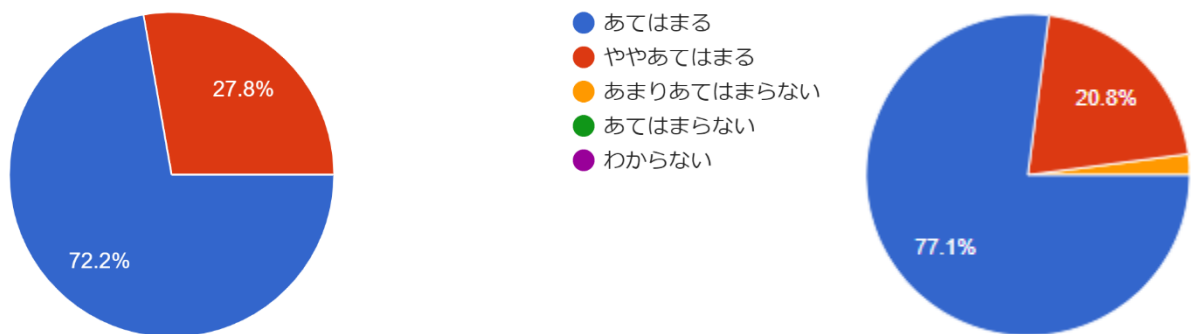 27.8%
72.2%
あてはまる
ややあてはまる
あまりあてはまらない
あてはまらない
わからない
20.8%
77.1%